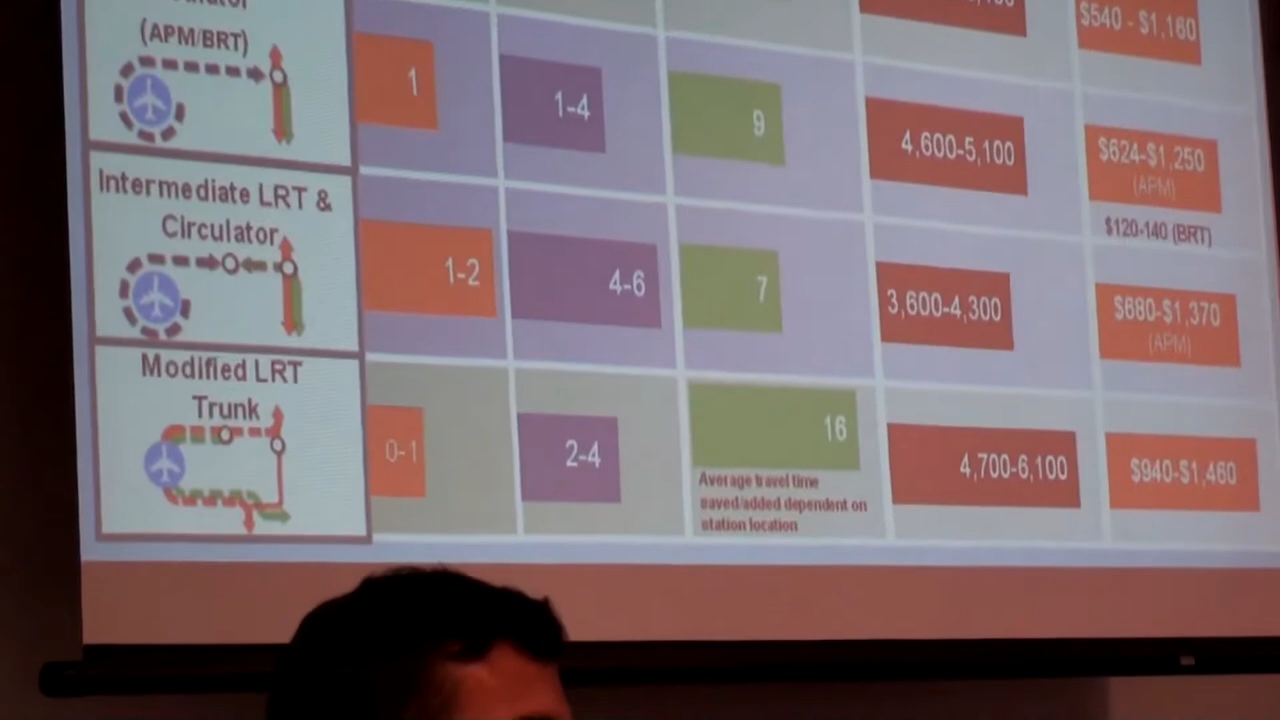 $540 - $1,160
(APM/BRT)
1
1-4
9
4,600-5,100
$624-$1,250
(APM)
$120-140 (BRT)
Intermediate LRT &
Circulator
1-2
4-6
7
3,600-4,300
$680-$1,370
(APM)
Modified LRT
Trunk
0-1
2-4
16
Average travel time
saved/added dependent on
station location
4,700-6,100
$940-$1,460